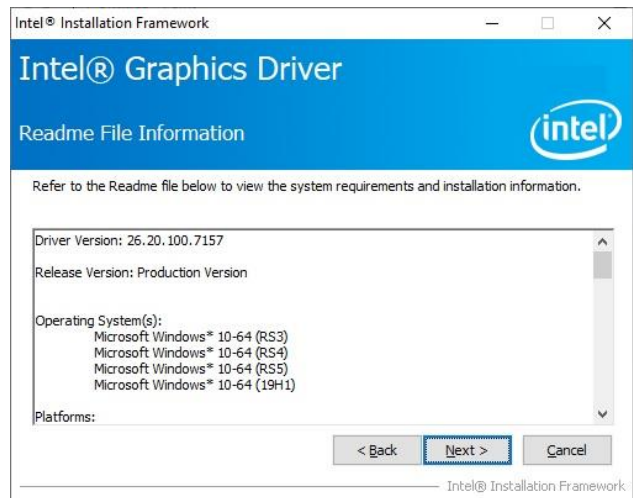 Intel® Installation Framework
Intel® Graphics Driver
Readme File Information
intel
Refer to the Readme file below to view the system requirements and installation information.
Driver Version: 26.20.100.7157
Release Version: Production Version
Operating System(s):
Microsoft Windows* 10-64 (RS3)
Microsoft Windows* 10-64 (RS4)
Microsoft Windows* 10-64 (RS5)
Microsoft Windows* 10-64 (19H1)
Platforms:
< Back Next > Cancel
Intel® Installation Framework